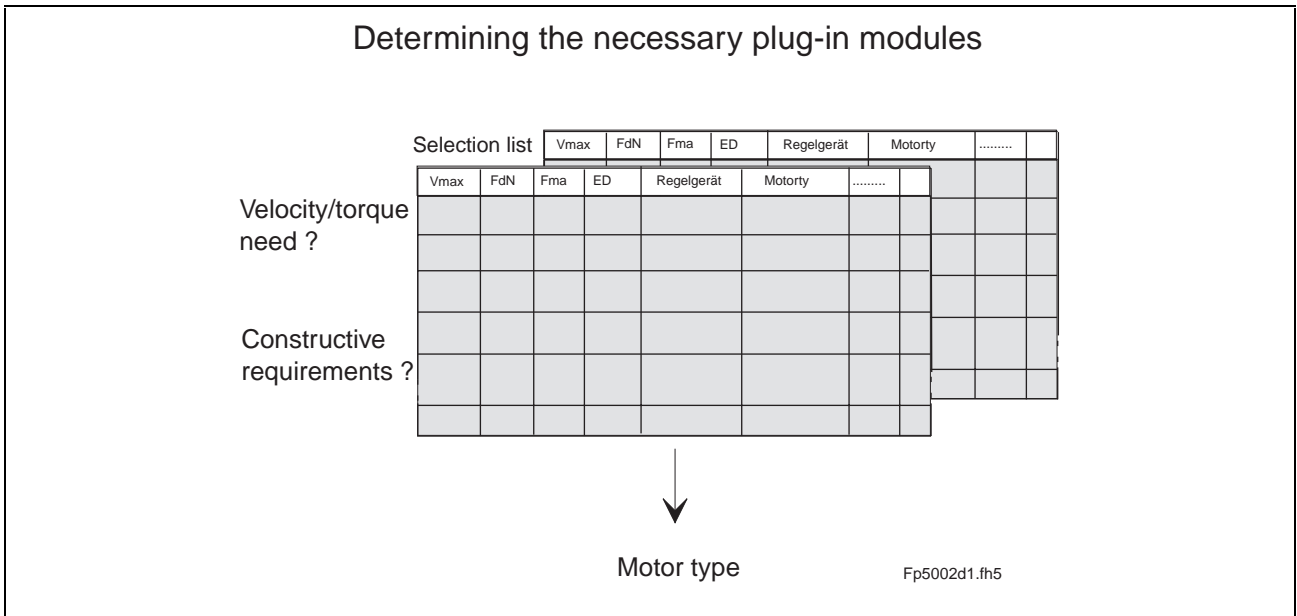 Determining the necessary plug-in modules
Selection list
Vmax FdN Fma ED Regelgerät Motorty .........
Vmax FdN Fma ED Regelgerät Motorty .........
Velocity/torque
need ?
Constructive
requirements ?
Motor type
Fp5002d1.fh5